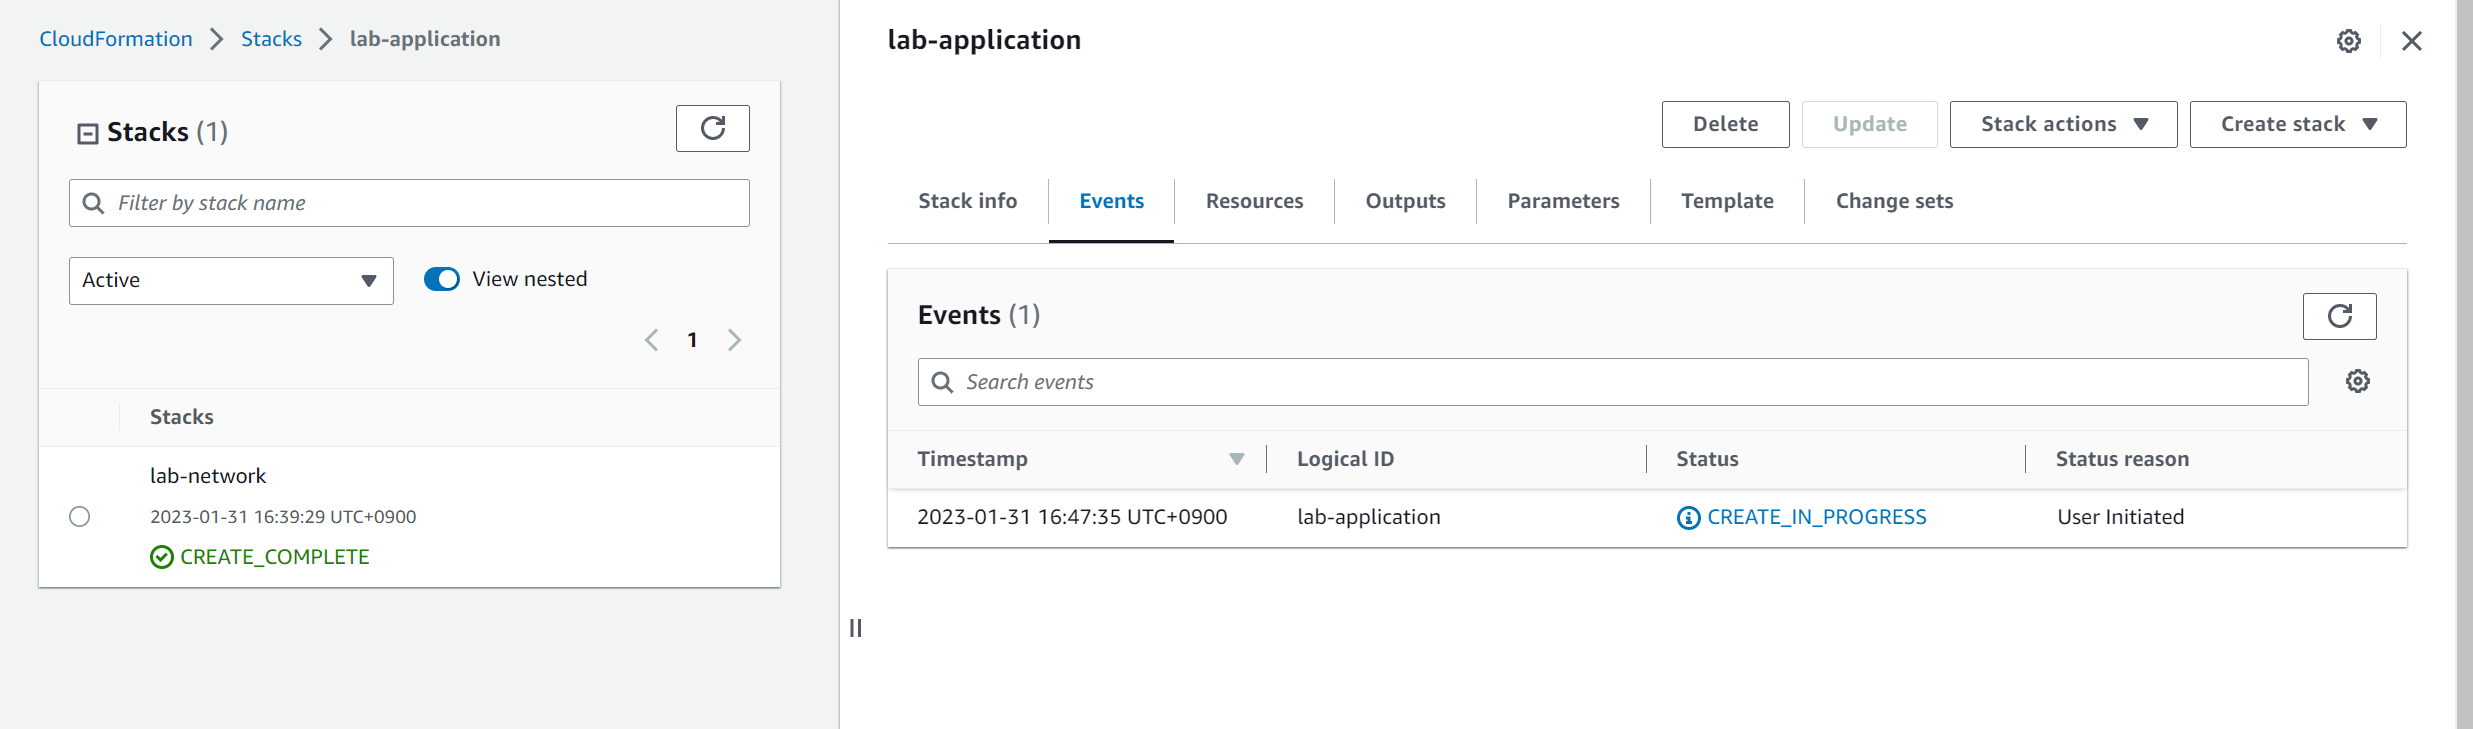 CloudFormation > Stacks > lab-application
Stacks (1)
Filter by stack name
Active
View nested
1
Stacks
lab-network
2023-01-31 16:39:29 UTC+0900
CREATE_COMPLETE
lab-application
Delete
Update
Stack actions
Create stack
Stack info
Events
Resources
Outputs
Parameters
Template
Change sets
Events (1)
Search events
Timestamp
Logical ID
Status
Status reason
2023-01-31 16:47:35 UTC+0900
lab-application
CREATE_IN_PROGRESS
User Initiated